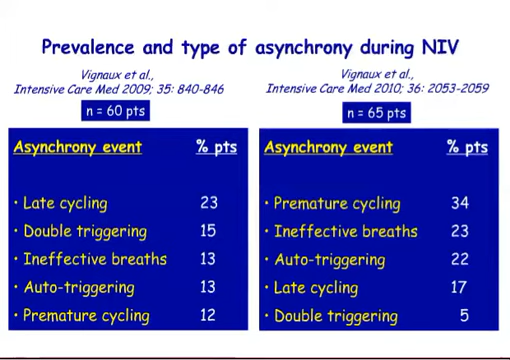 Prevalence and type of asynchrony during NIV
Vignaux et al.,
Intensive Care Med 2009; 35: 840-846
n = 60 pts
Asynchrony event % pts
• Late cycling 23
• Double triggering 15
• Ineffective breaths 13
• Auto-triggering 13
• Premature cycling 12
Vignaux et al.,
Intensive Care Med 2010; 36: 2053-2059
n = 65 pts
Asynchrony event % pts
• Premature cycling 34
• Ineffective breaths 23
• Auto-triggering 22
• Late cycling 17
• Double triggering 5